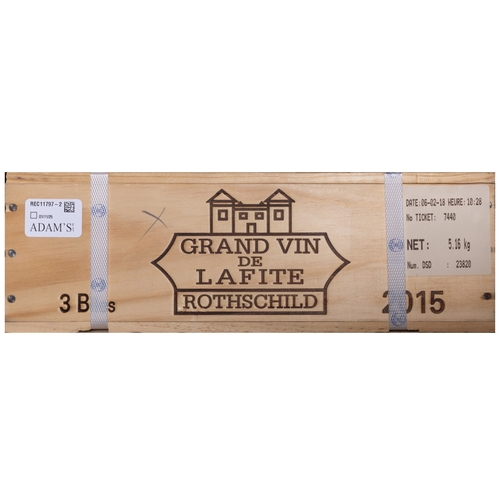 REC11797-2
ADAM'S
GRAND VIN
DE
LAFITE
ROTHSCHILD
3 B s
2015
DATE:06-02-18 HEURE:10:26
No TICKET: 7440
NET: 5.16 kg
Num. DSD : 23820